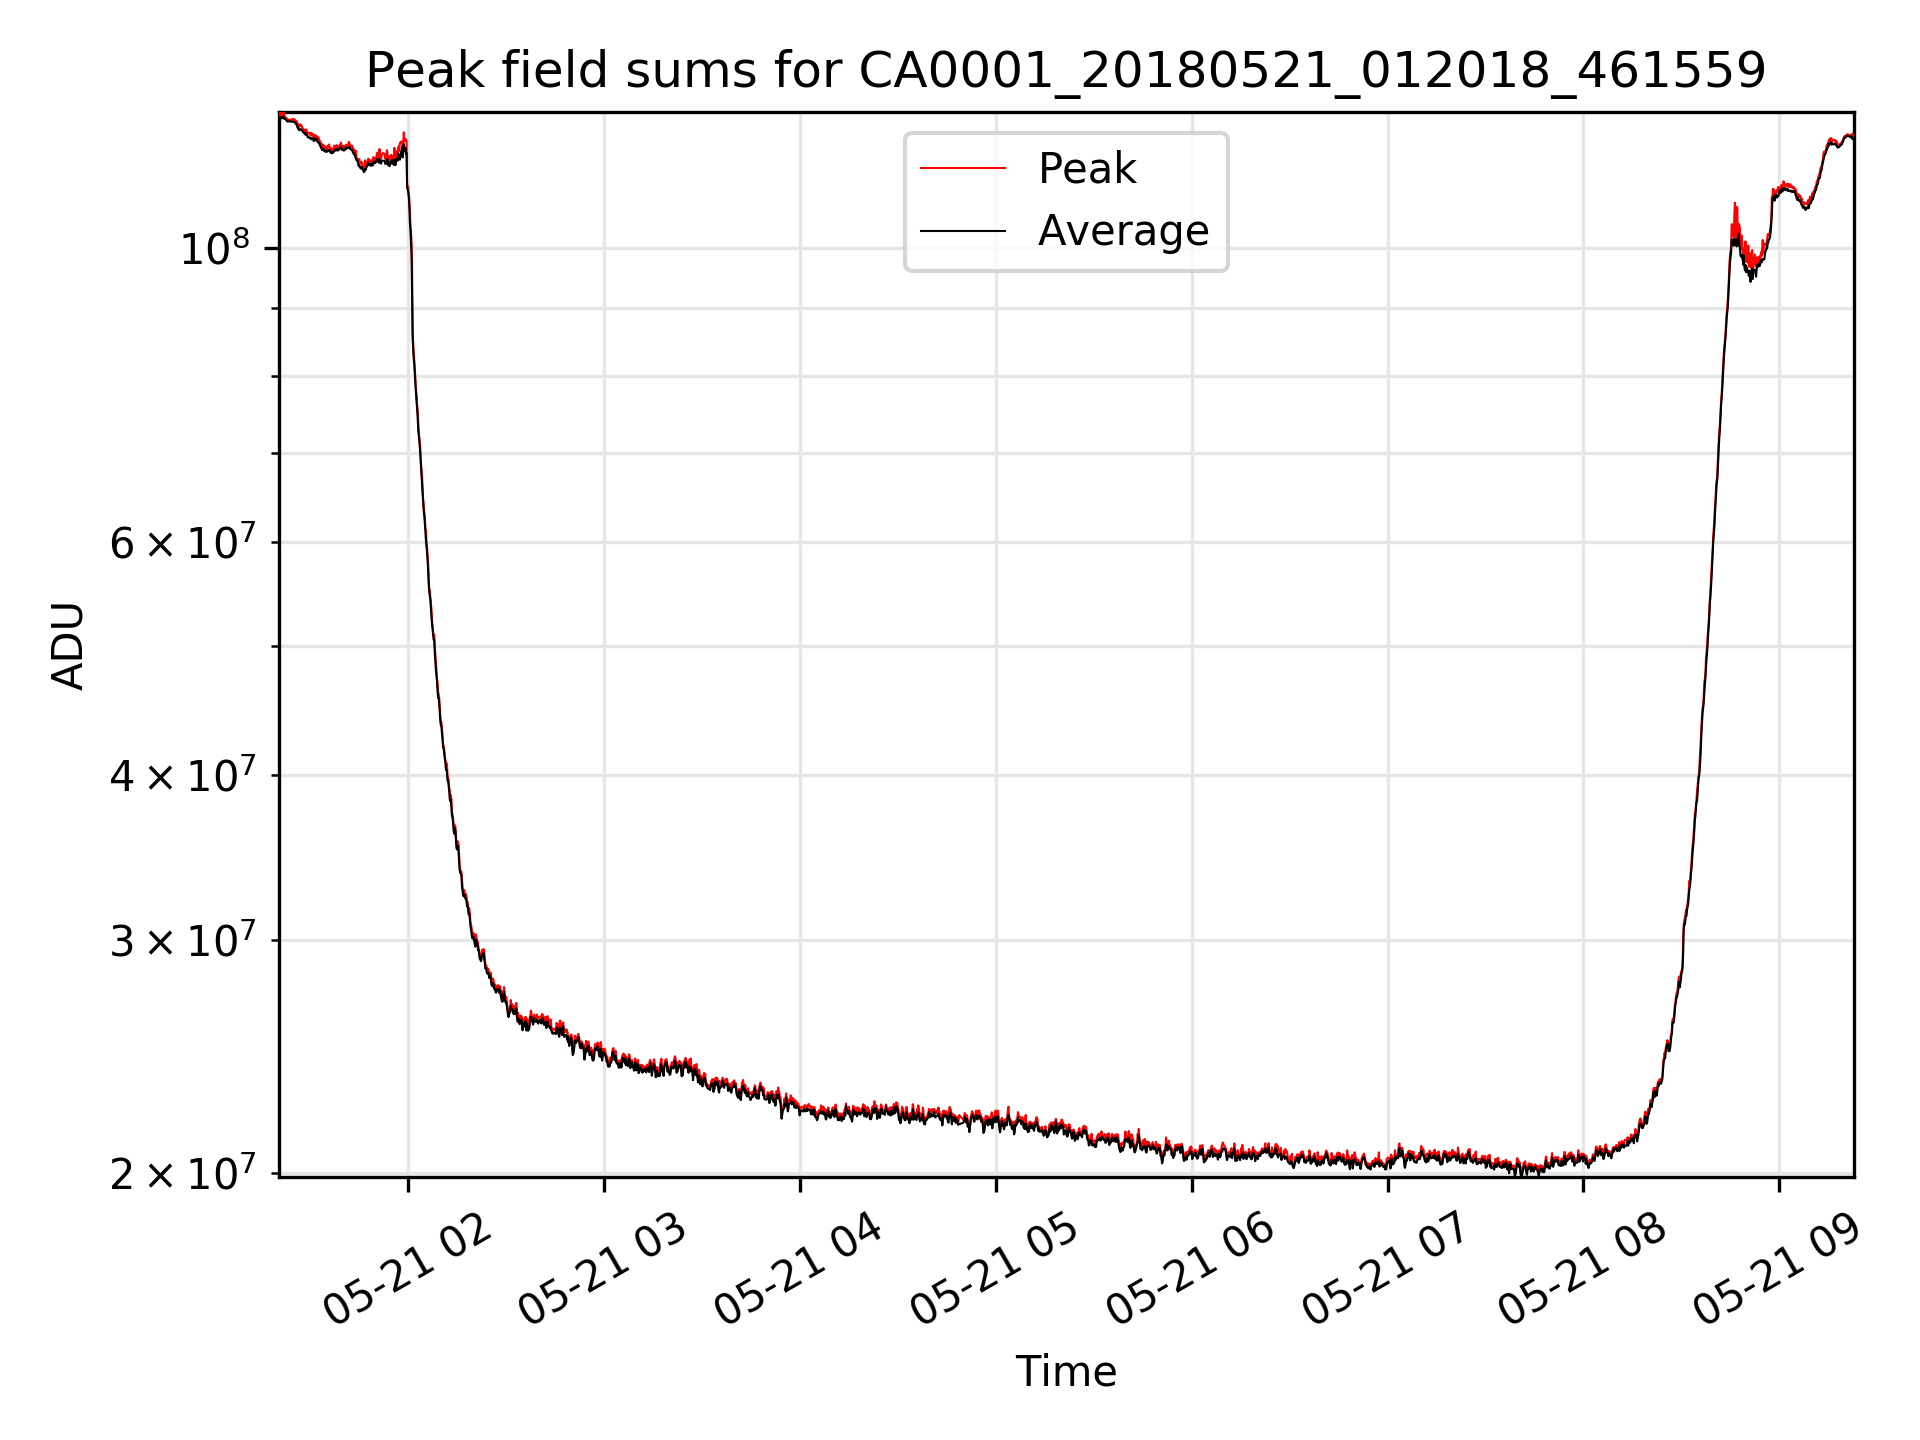 Peak field sums for CA0001_20180521_012018_461559
Peak
Average
10⁸
6×10⁷
4×10⁷
3×10⁷
2×10⁷
ADU
05-21 02
05-21 03
05-21 04
05-21 05
05-21 06
05-21 07
05-21 08
05-21 09
Time